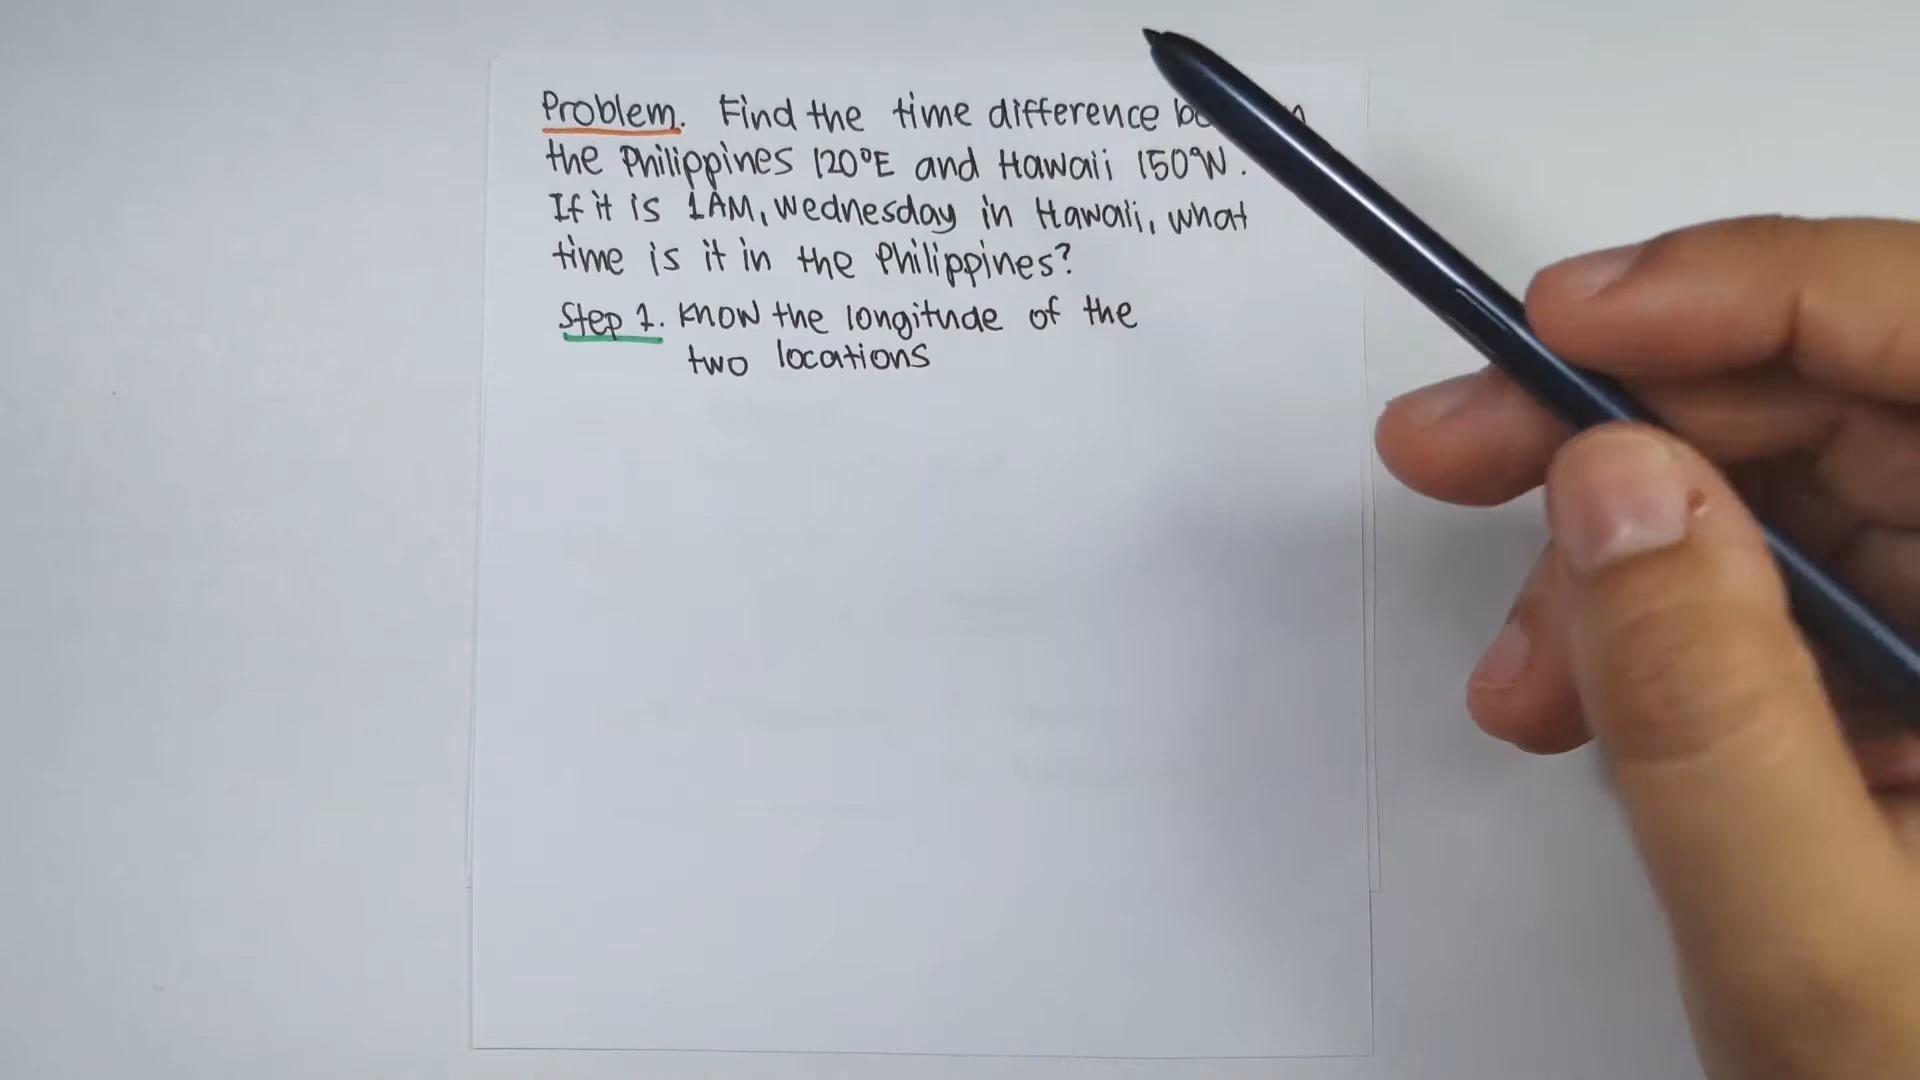 Problem. Find the time difference
the Philippines 120°E and Hawaii 150°W.
If it is 1AM, Wednesday in Hawaii, what
time is it in the Philippines?
Step 1. Know the longitude of the
two locations